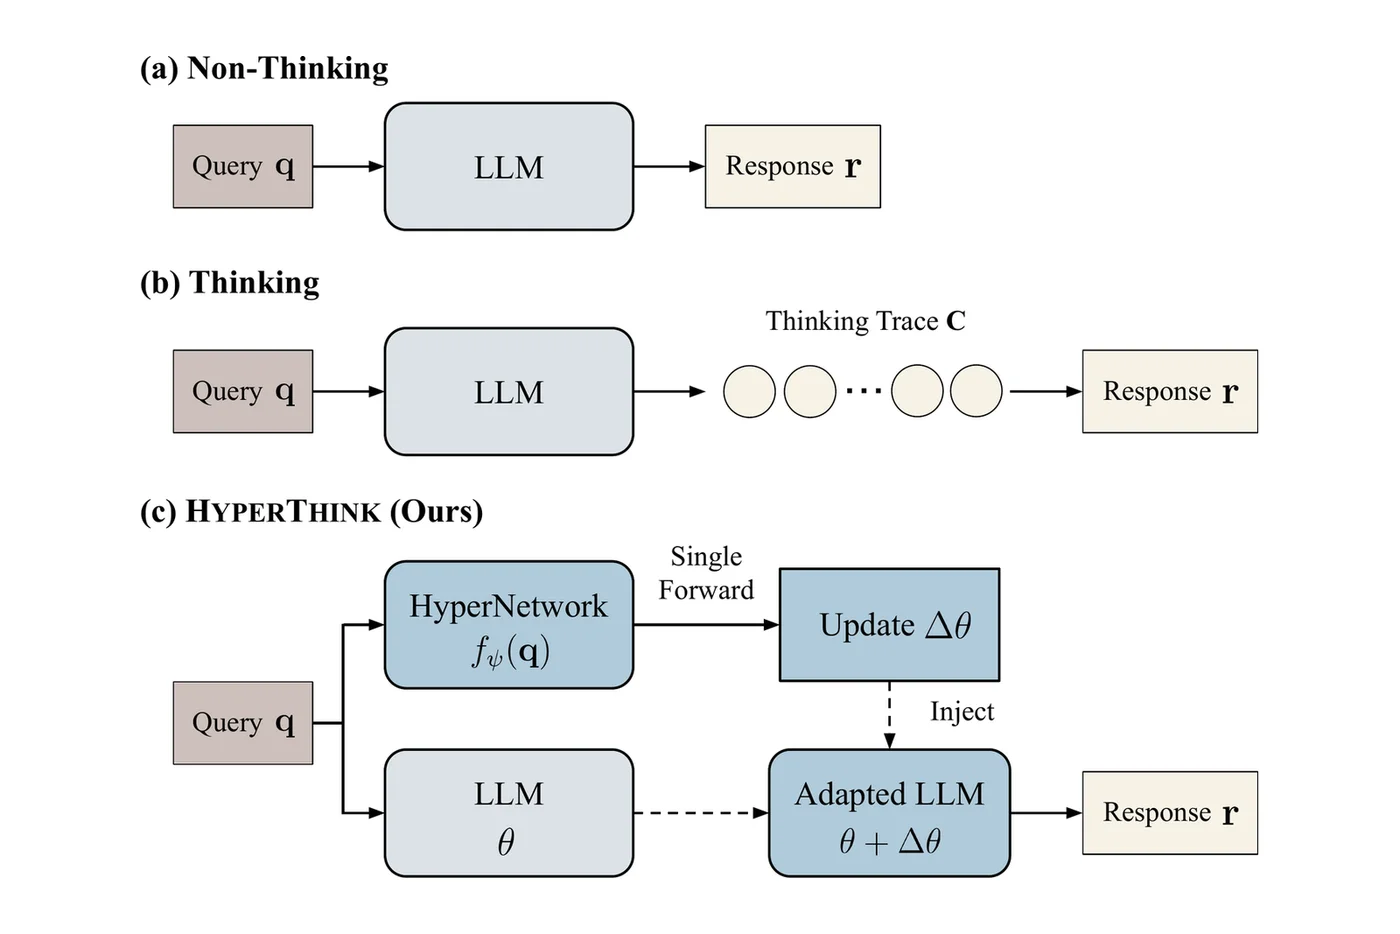 (a) Non-Thinking
Query q
LLM
Response r
(b) Thinking
Query q
LLM
Thinking Trace C
···
Response r
(c) HYPERTHINK (Ours)
HyperNetwork
fψ(q)
Single
Forward
Update Δθ
Inject
Query q
LLM
θ
Adapted LLM
θ + Δθ
Response r